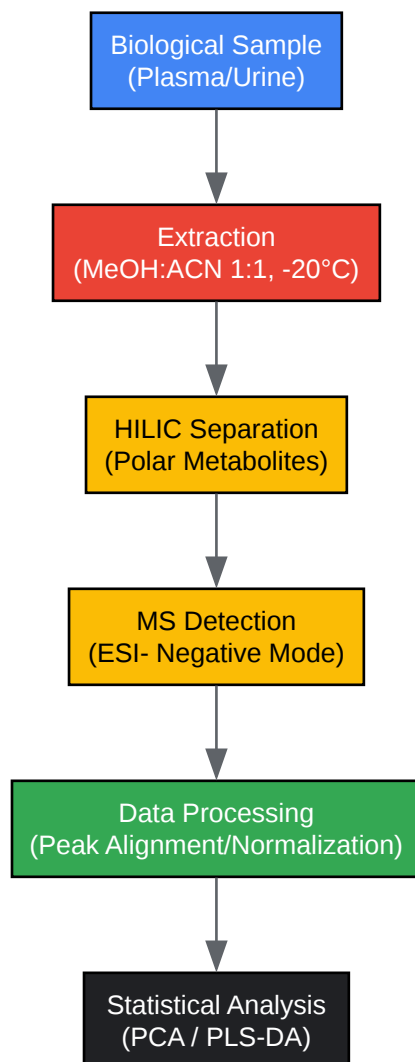 Biological Sample
(Plasma/Urine)
Extraction
(MeOH:ACN 1:1, -20°C)
HILIC Separation
(Polar Metabolites)
MS Detection
(ESI- Negative Mode)
Data Processing
(Peak Alignment/Normalization)
Statistical Analysis
(PCA / PLS-DA)